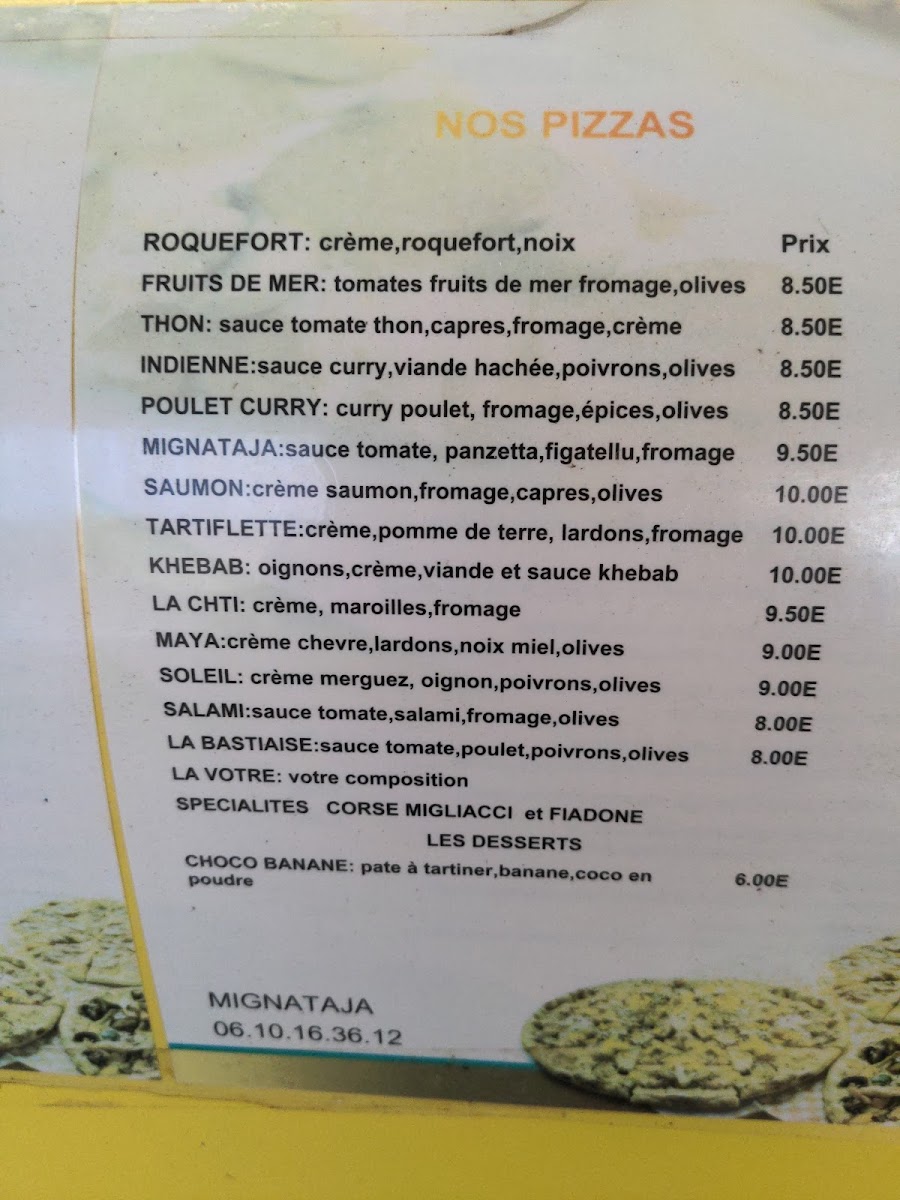 NOS PIZZAS
ROQUEFORT: crème,roquefort,noix Prix
FRUITS DE MER: tomates fruits de mer fromage,olives 8.50E
THON: sauce tomate thon,capres,fromage,crème 8.50E
INDIENNE:sauce curry,viande hachée,poivrons,olives 8.50E
POULET CURRY: curry poulet, fromage,épices,olives 8.50E
MIGNATAJA:sauce tomate, panzetta,figatellu,fromage 9.50E
SAUMON:crème saumon,fromage,capres,olives 10.00E
TARTIFLETTE:crème,pomme de terre, lardons,fromage 10.00E
KHEBAB: oignons,crème,viande et sauce khebab 10.00E
LA CHTI: crème, maroilles,fromage 9.50E
MAYA:crème chevre,lardons,noix miel,olives 9.00E
SOLEIL: crème merguez, oignon,poivrons,olives 9.00E
SALAMI:sauce tomate,salami,fromage,olives 8.00E
LA BASTIAISE:sauce tomate,poulet,poivrons,olives 8.00E
LA VOTRE: votre composition
SPECIALITES CORSE MIGLIACCI et FIADONE
LES DESSERTS
CHOCO BANANE: pate à tartiner,banane,coco en 6.00E
poudre
MIGNATAJA
06.10.16.36.12